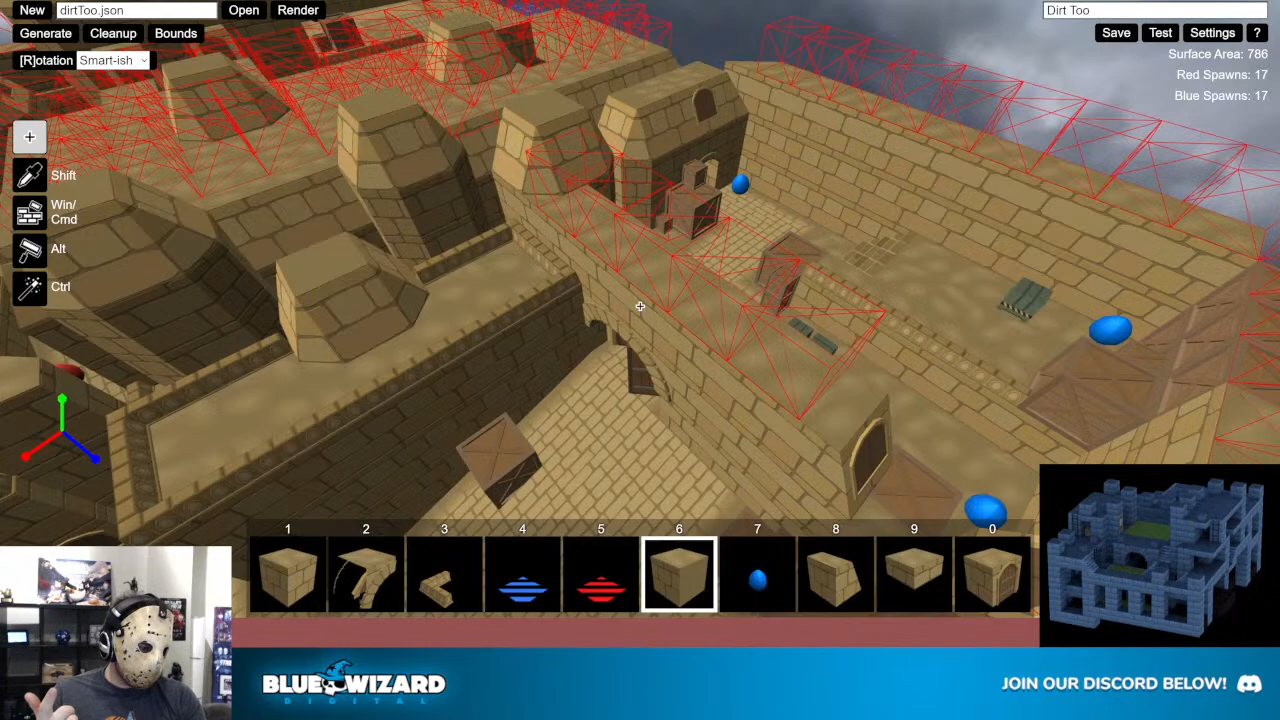 New dirtToo.json Open Render
Dirt Too
Generate Cleanup Bounds
Save Test Settings ?
[R]otation Smart-ish
Surface Area: 786
Red Spawns: 17
Blue Spawns: 17
+
Shift
Win/
Cmd
Alt
Ctrl
1 2 3 4 5 6 7 8 9 0
BLUE WIZARD
DIGITAL
JOIN OUR DISCORD BELOW!